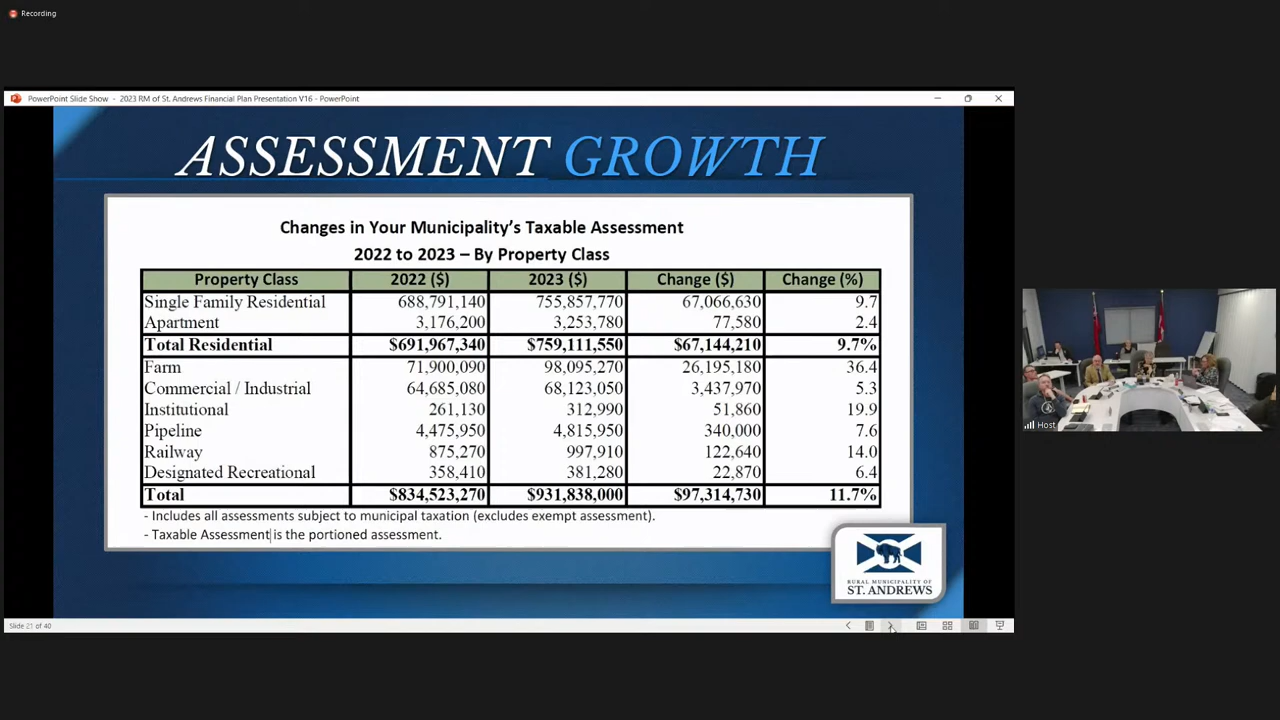 Recording
PowerPoint Slide Show - 2023 RM of St. Andrews Financial Plan Presentation V16 - PowerPoint
ASSESSMENT GROWTH
Changes in Your Municipality's Taxable Assessment
2022 to 2023 – By Property Class
Property Class 2022 ($) 2023 ($) Change ($) Change (%)
Single Family Residential 688,791,140 755,857,770 67,066,630 9.7
Apartment 3,176,200 3,253,780 77,580 2.4
Total Residential $691,967,340 $759,111,550 $67,144,210 9.7%
Farm 71,900,090 98,095,270 26,195,180 36.4
Commercial / Industrial 64,685,080 68,123,050 3,437,970 5.3
Institutional 261,130 312,990 51,860 19.9
Pipeline 4,475,950 4,815,950 340,000 7.6
Railway 875,270 997,910 122,640 14.0
Designated Recreational 358,410 381,280 22,870 6.4
Total $834,523,270 $931,838,000 $97,314,730 11.7%
- Includes all assessments subject to municipal taxation (excludes exempt assessment).
- Taxable Assessment is the portioned assessment.
RURAL MUNICIPALITY OF
ST. ANDREWS
Slide 21 of 40
Host